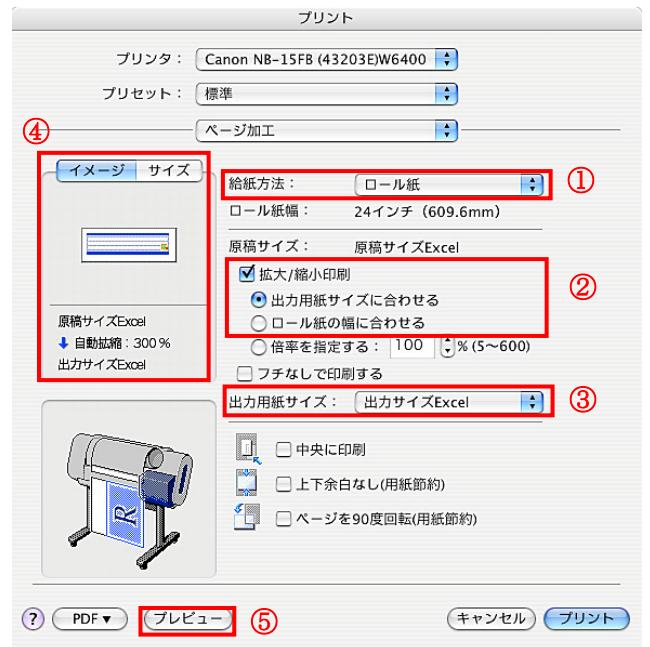 プリント
プリンタ： Canon NB-15FB (43203E)W6400
プリセット： 標準
④
ページ加工
イメージ サイズ
給紙方法： ロール紙 ①
ロール紙幅： 24インチ（609.6mm）
原稿サイズ： 原稿サイズExcel
拡大/縮小印刷
②
出力用紙サイズに合わせる
ロール紙の幅に合わせる
倍率を指定する： 100 % (5～600)
フチなしで印刷する
原稿サイズExcel
自動拡縮：300 %
出力サイズExcel
出力用紙サイズ： 出力サイズExcel ③
中央に印刷
上下余白なし(用紙節約)
ページを90度回転(用紙節約)
R
? PDF▼ プレビュー ⑤ キャンセル プリント